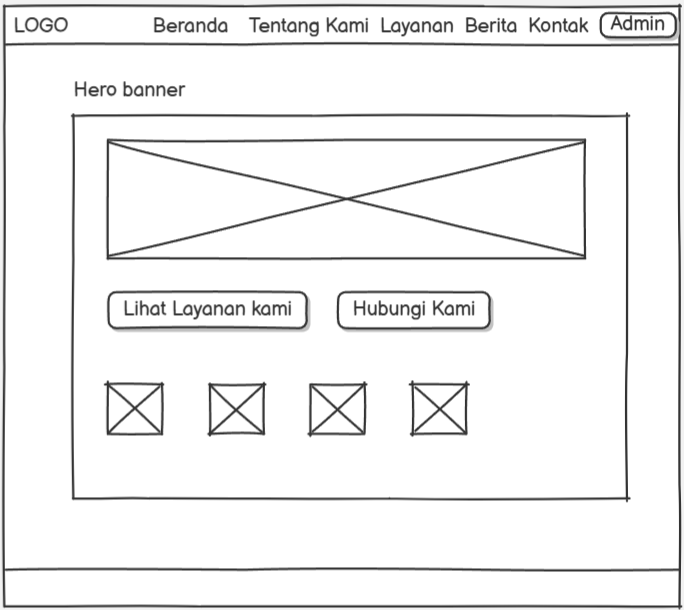 LOGO Beranda Tentang Kami Layanan Berita Kontak Admin
Hero banner
Lihat Layanan kami Hubungi Kami